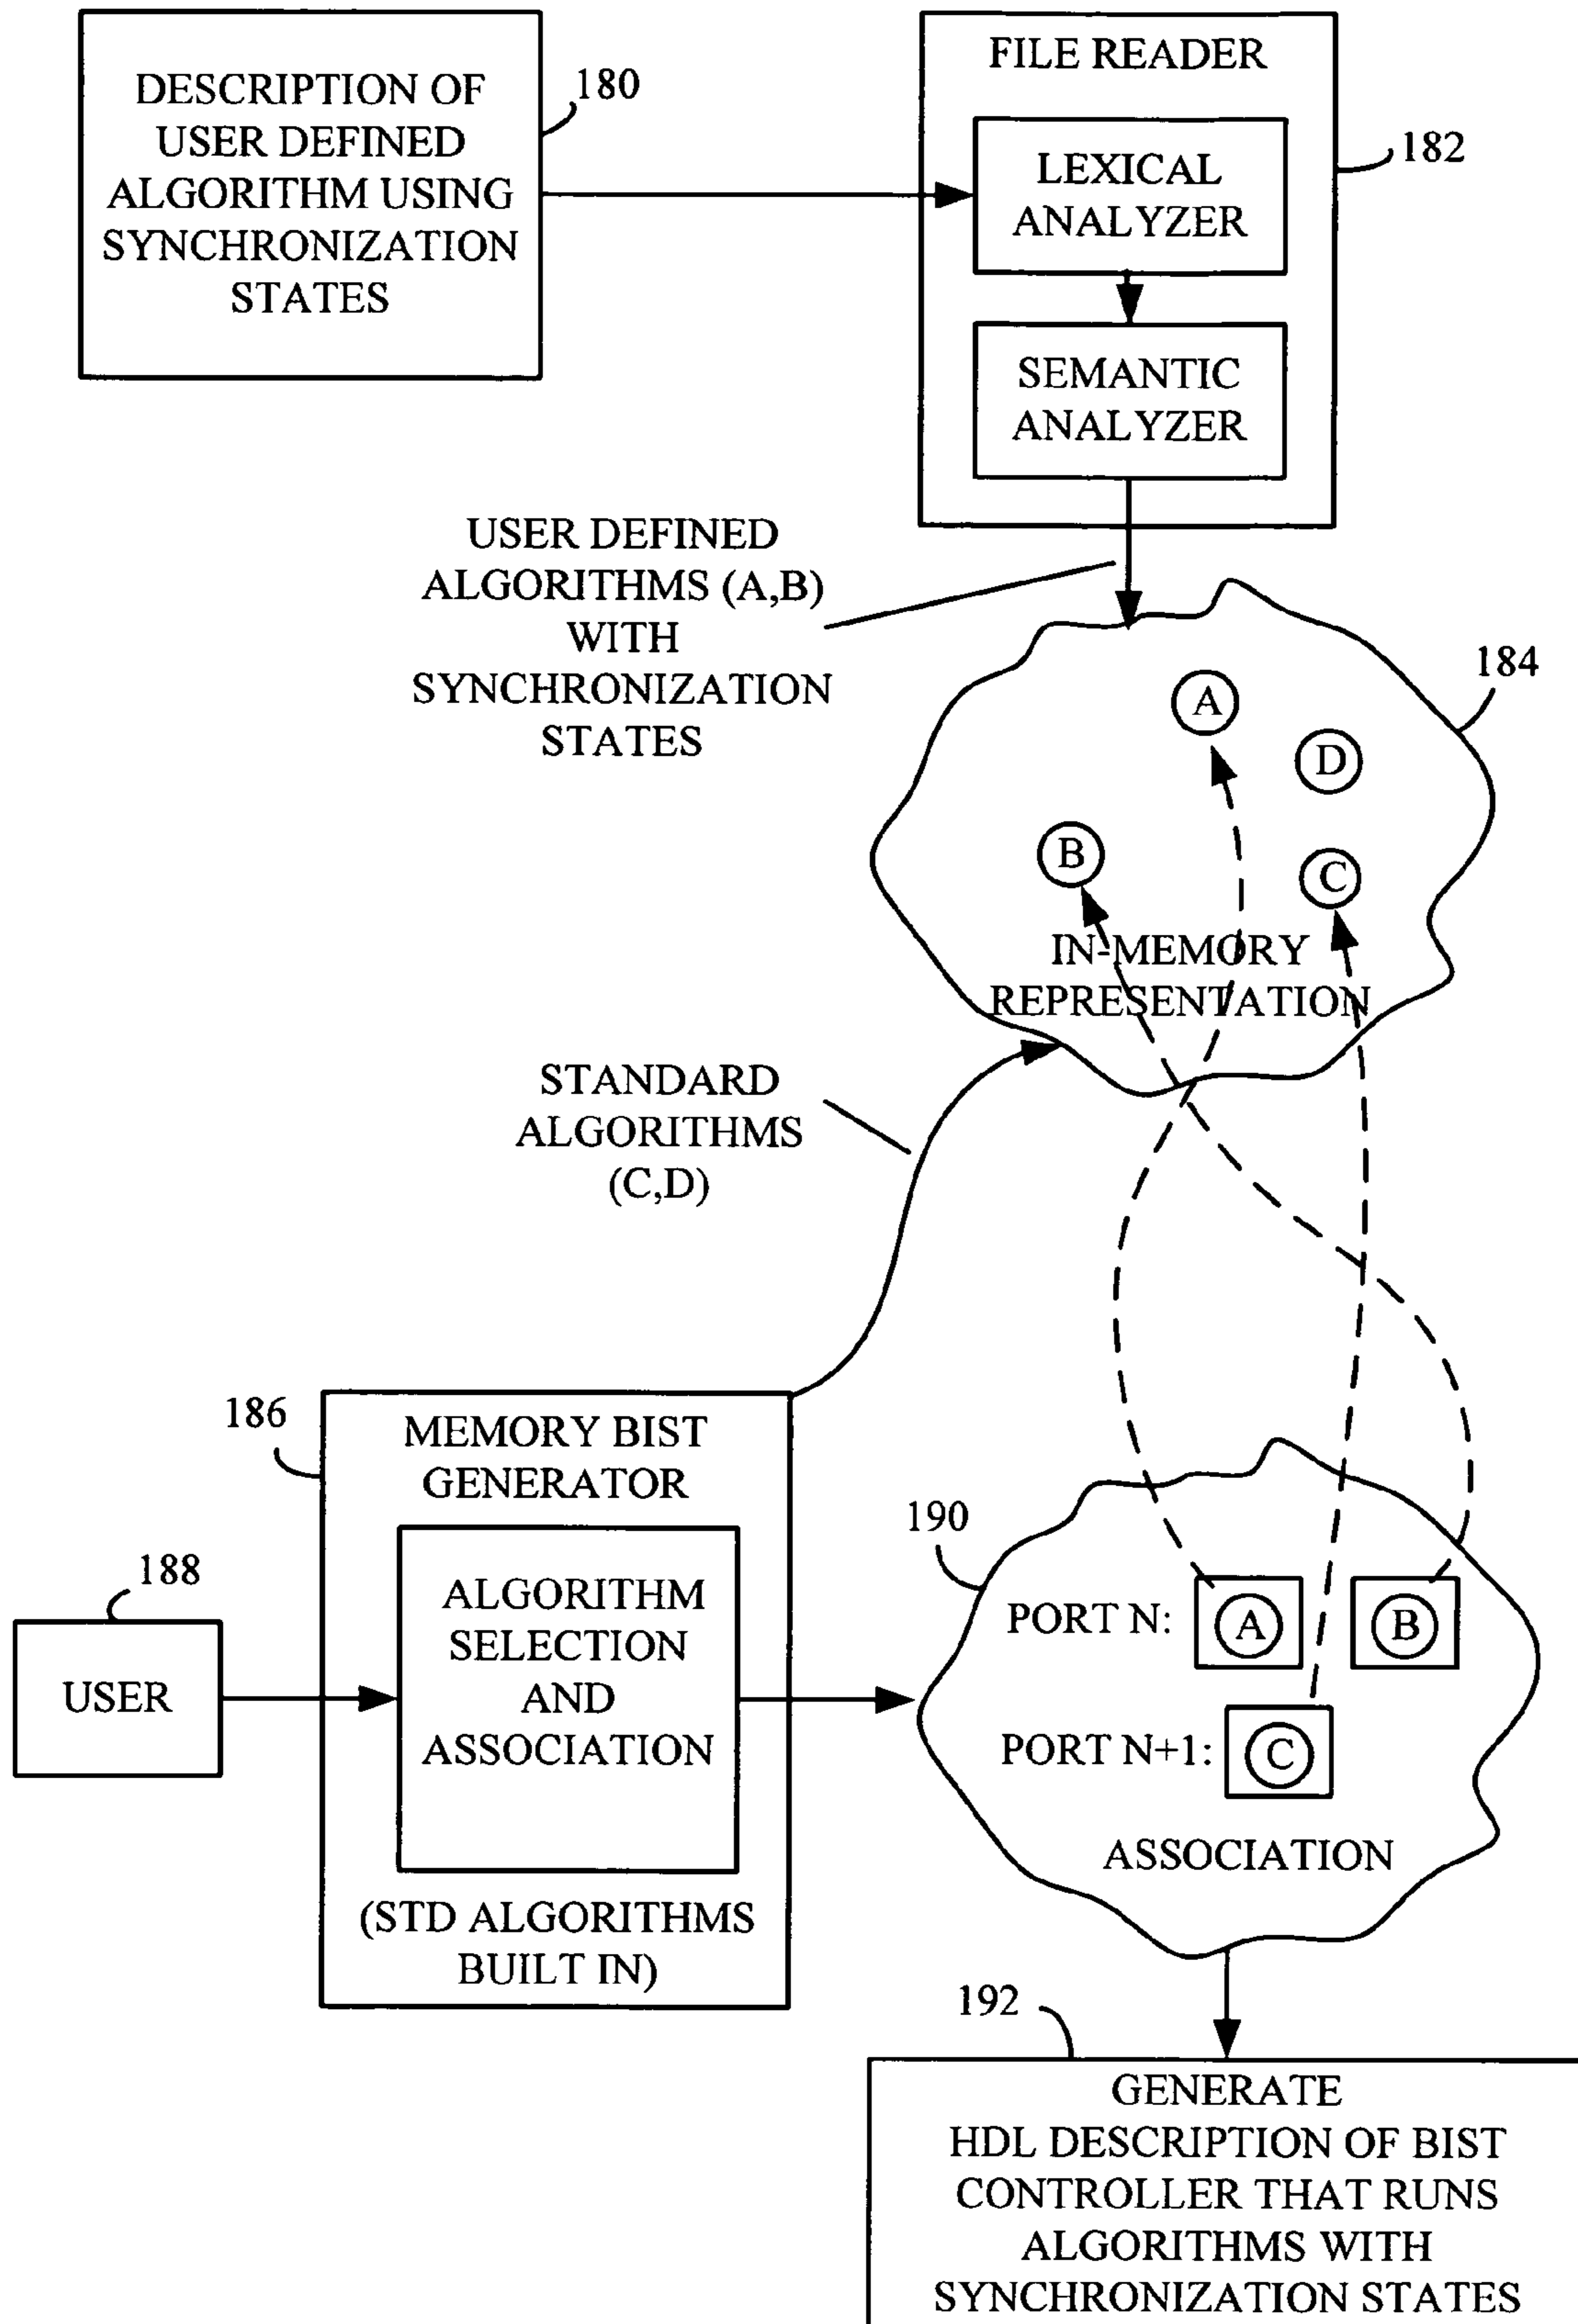 DESCRIPTION OF
USER DEFINED
ALGORITHM USING
SYNCHRONIZATION
STATES
180
FILE READER
LEXICAL
ANALYZER
182
SEMANTIC
ANALYZER
USER DEFINED
ALGORITHMS (A,B)
WITH
SYNCHRONIZATION
STATES
184
A
D
B
C
IN-MEMORY
REPRESENTATION
STANDARD
ALGORITHMS
(C,D)
186
MEMORY BIST
GENERATOR
ALGORITHM
SELECTION
AND
ASSOCIATION
(STD ALGORITHMS
BUILT IN)
188
USER
190
PORT N: A B
PORT N+1: C
ASSOCIATION
192
GENERATE
HDL DESCRIPTION OF BIST
CONTROLLER THAT RUNS
ALGORITHMS WITH
SYNCHRONIZATION STATES